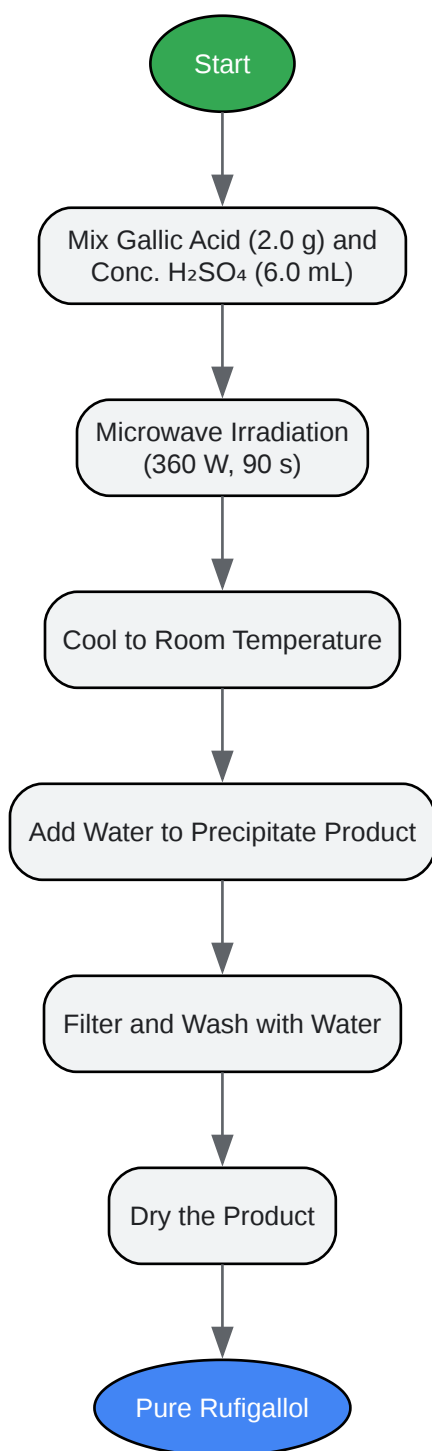 Start
Mix Gallic Acid (2.0 g) and
Conc. H₂SO₄ (6.0 mL)
Microwave Irradiation
(360 W, 90 s)
Cool to Room Temperature
Add Water to Precipitate Product
Filter and Wash with Water
Dry the Product
Pure Rufigallol